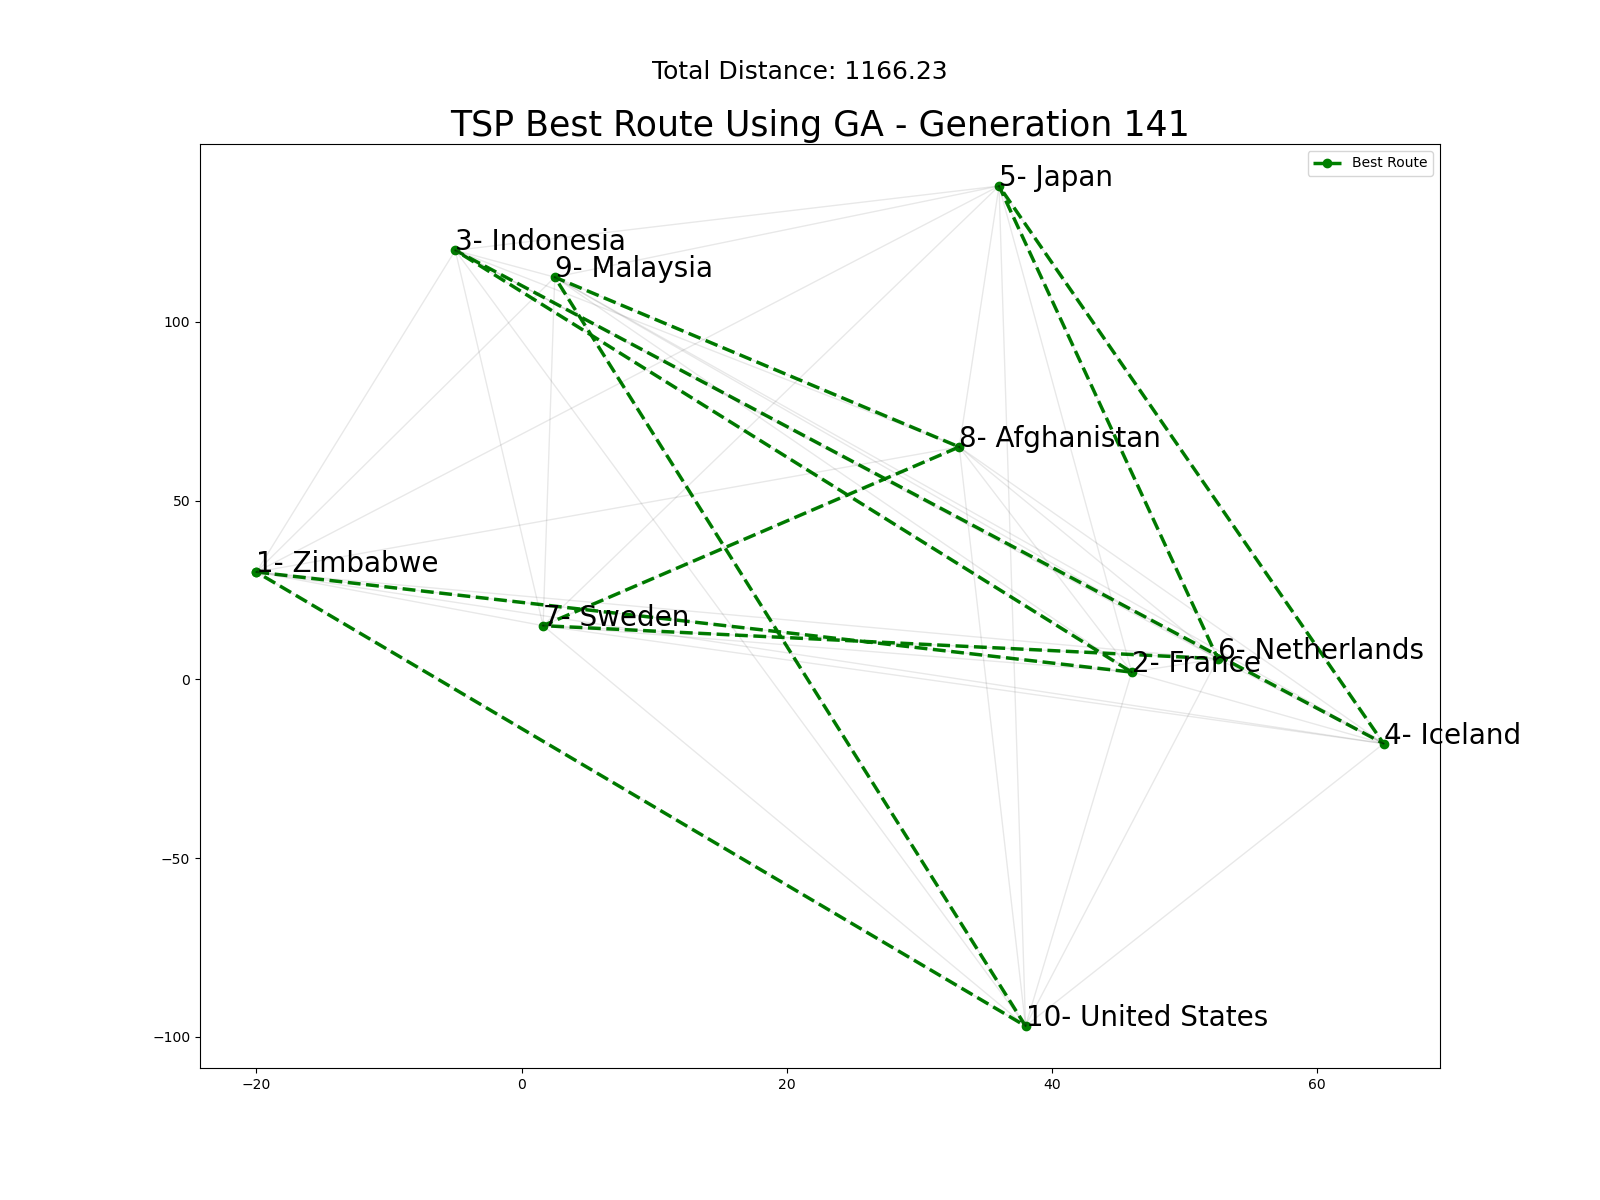 Total Distance: 1166.23
TSP Best Route Using GA - Generation 141
Best Route
5- Japan
3- Indonesia
9- Malaysia
100
8- Afghanistan
50
1- Zimbabwe
7- Sweden
6- Netherlands
2- France
0
4- Iceland
−50
10- United States
−100
−20 0 20 40 60